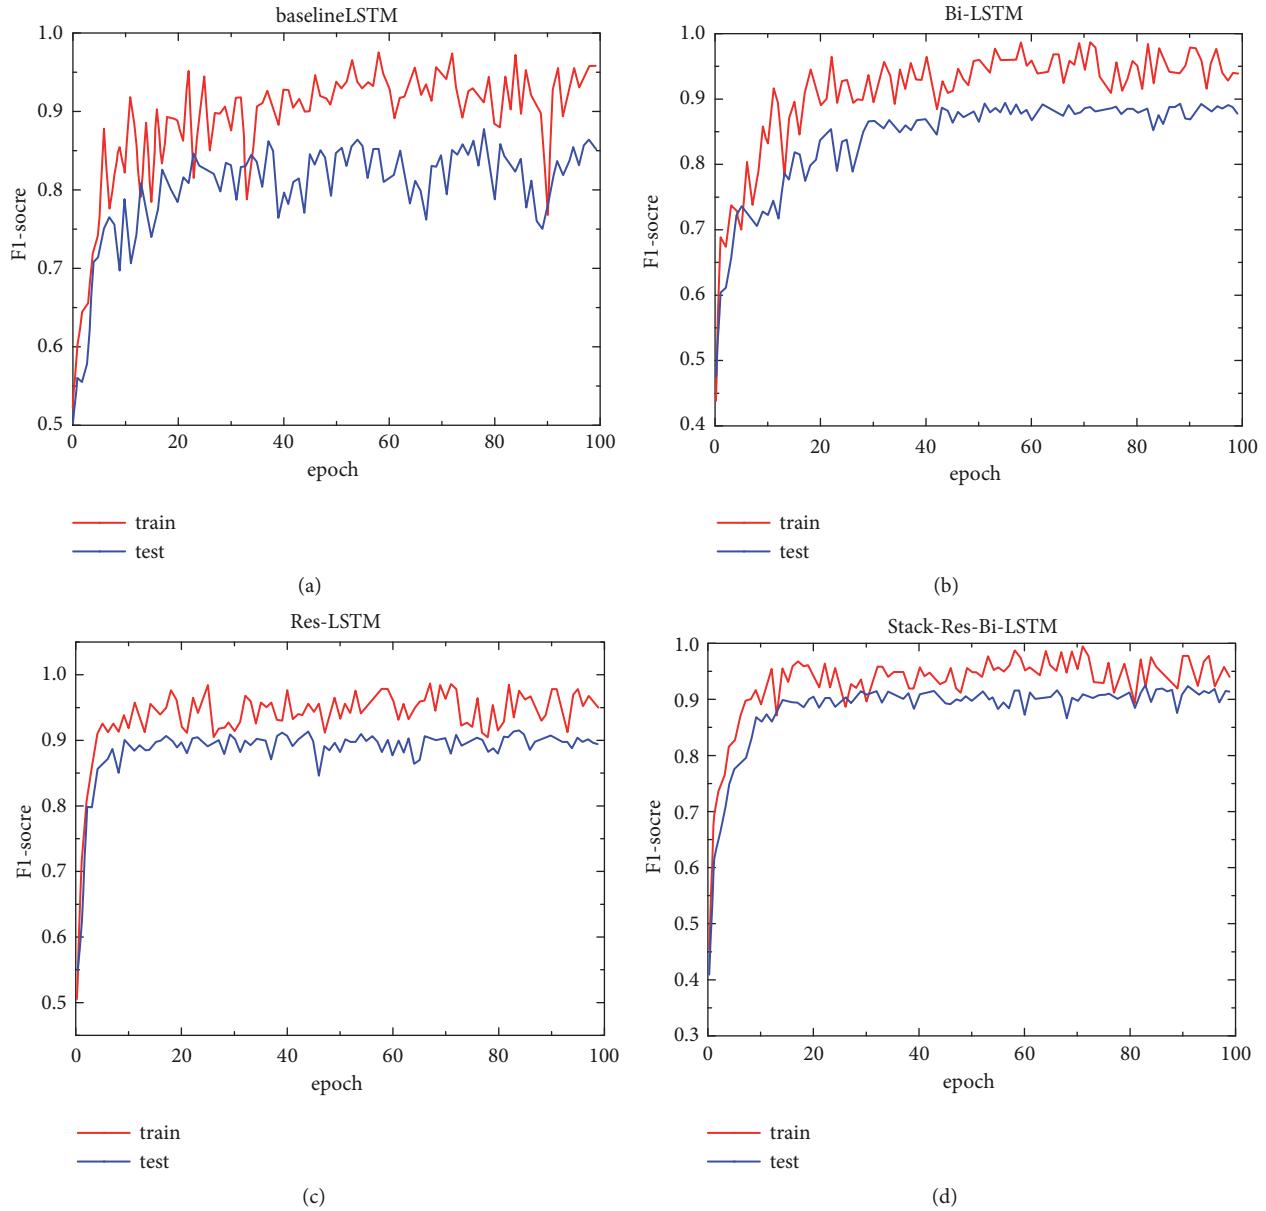 baselineLSTM
1.0
0.9
0.8
0.7
0.6
0.5
F1-socre
0 20 40 60 80 100
epoch
train
test
(a)
Bi-LSTM
1.0
0.9
0.8
0.7
0.6
0.5
0.4
F1-socre
0 20 40 60 80 100
epoch
train
test
(b)
Res-LSTM
1.0
0.9
0.8
0.7
0.6
0.5
F1-socre
0 20 40 60 80 100
epoch
train
test
(c)
Stack-Res-Bi-LSTM
1.0
0.9
0.8
0.7
0.6
0.5
0.4
0.3
F1-socre
0 20 40 60 80 100
epoch
train
test
(d)